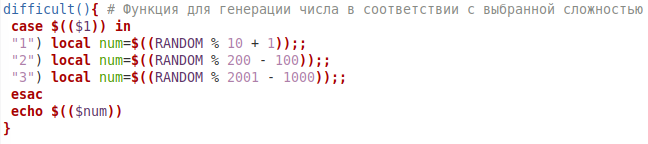 difficult(){ # Функция для генерации числа в соответствии с выбранной сложностью
case $(($1)) in
"1") local num=$((RANDOM % 10 + 1));;
"2") local num=$((RANDOM % 200 - 100));;
"3") local num=$((RANDOM % 2001 - 1000));;
esac
echo $(($num))
}